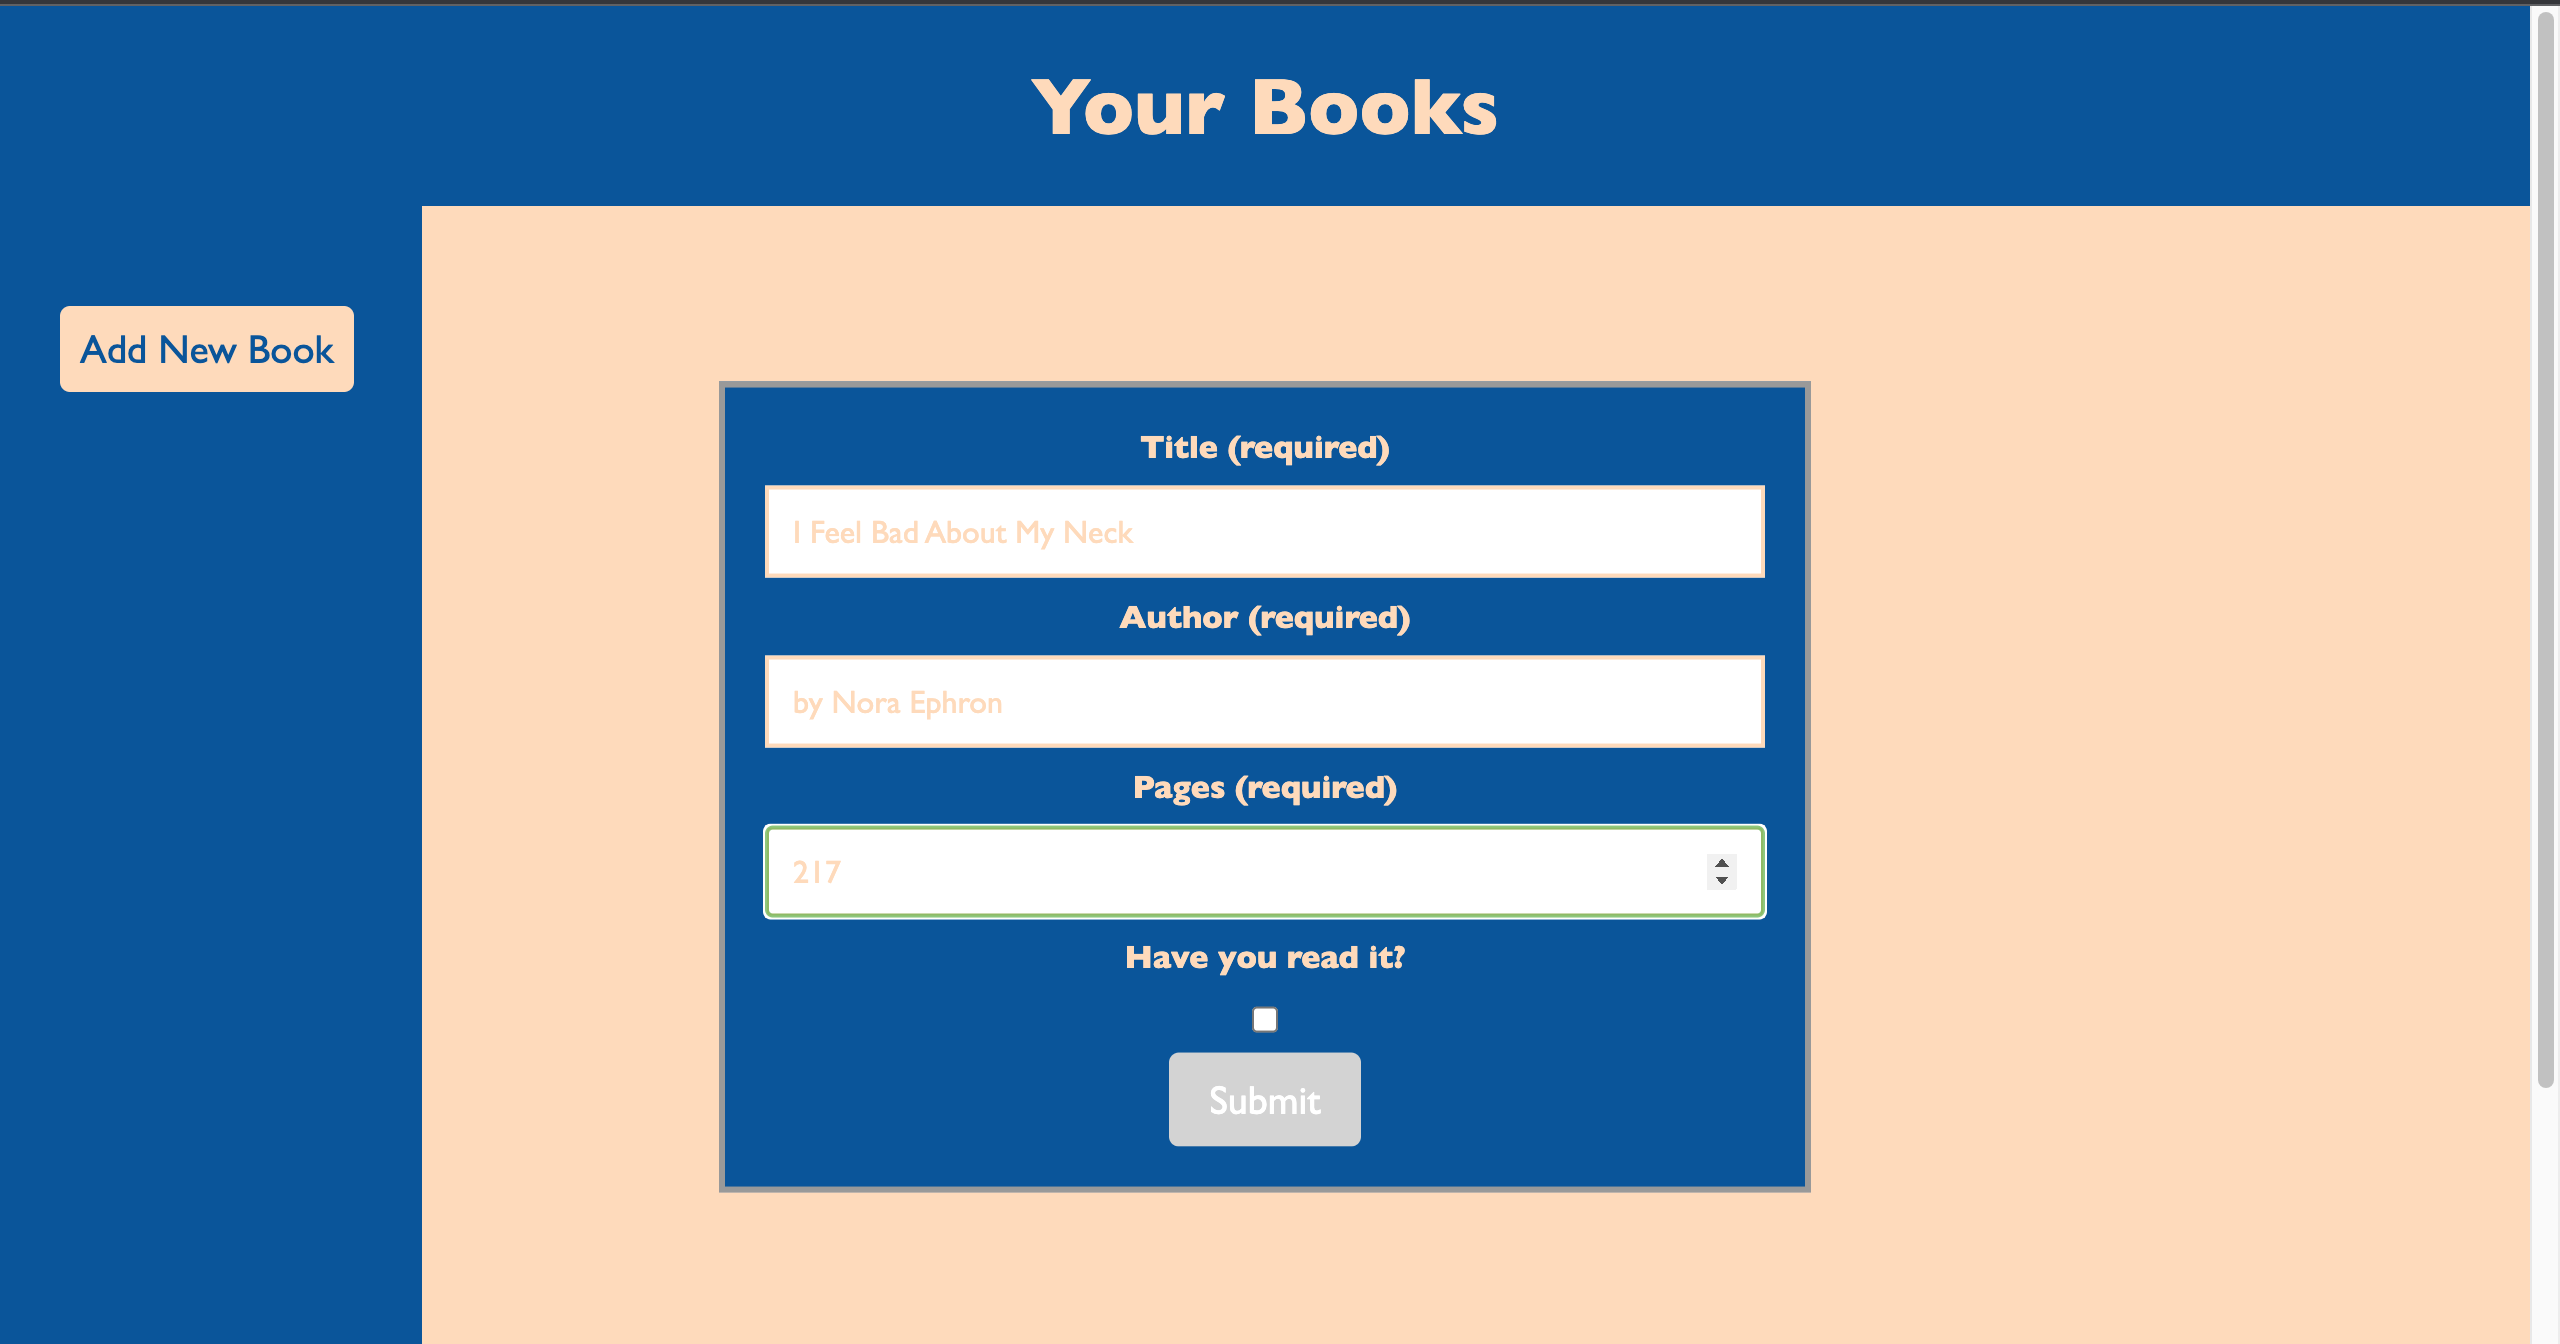 Your Books
Add New Book
Title (required)
I Feel Bad About My Neck
Author (required)
by Nora Ephron
Pages (required)
217
Have you read it?
Submit